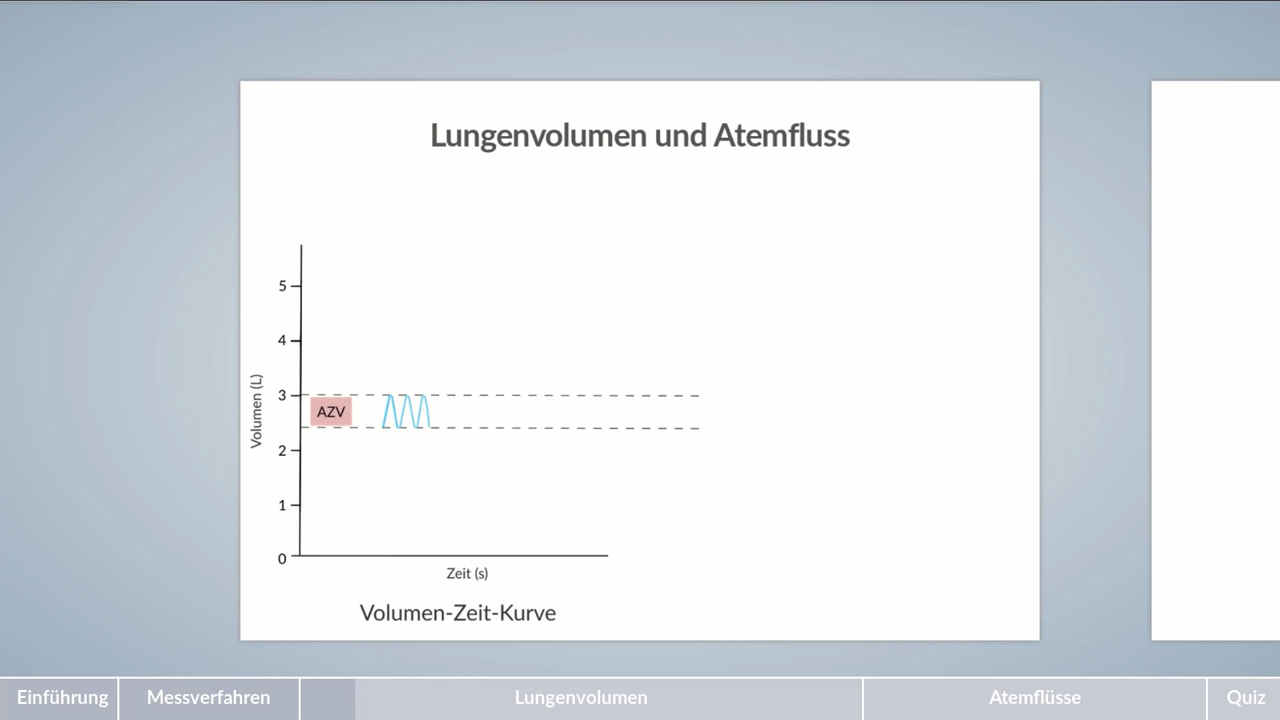 Lungenvolumen und Atemfluss
5
4
3
AZV
Volumen (L)
2
1
0
Zeit (s)
Volumen-Zeit-Kurve
Einführung
Messverfahren
Lungenvolumen
Atemflüsse
Quiz